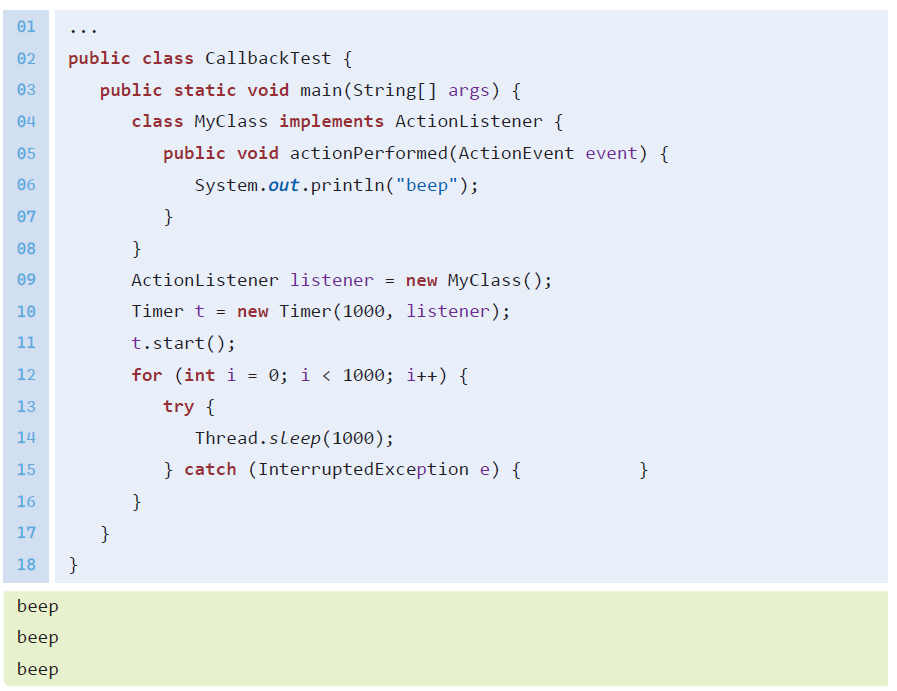 01 ...
02 public class CallbackTest {
03 public static void main(String[] args) {
04 class MyClass implements ActionListener {
05 public void actionPerformed(ActionEvent event) {
06 System.out.println("beep");
07 }
08 }
09 ActionListener listener = new MyClass();
10 Timer t = new Timer(1000, listener);
11 t.start();
12 for (int i = 0; i < 1000; i++) {
13 try {
14 Thread.sleep(1000);
15 } catch (InterruptedException e) { }
16 }
17 }
18 }
beep
beep
beep